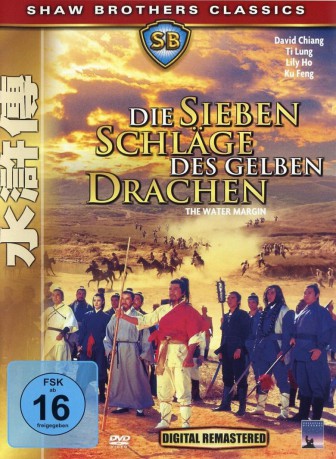 SHAW BROTHERS CLASSICS
SB
David Chiang
Ti Lung
Lily Ho
Ku Feng
水滸傳
DIE SIEBEN
SCHLÄGE
DES GELBEN
DRACHEN
THE WATER MARGIN
FSK
ab
16
freigegeben
DVD
DIGITAL REMASTERED